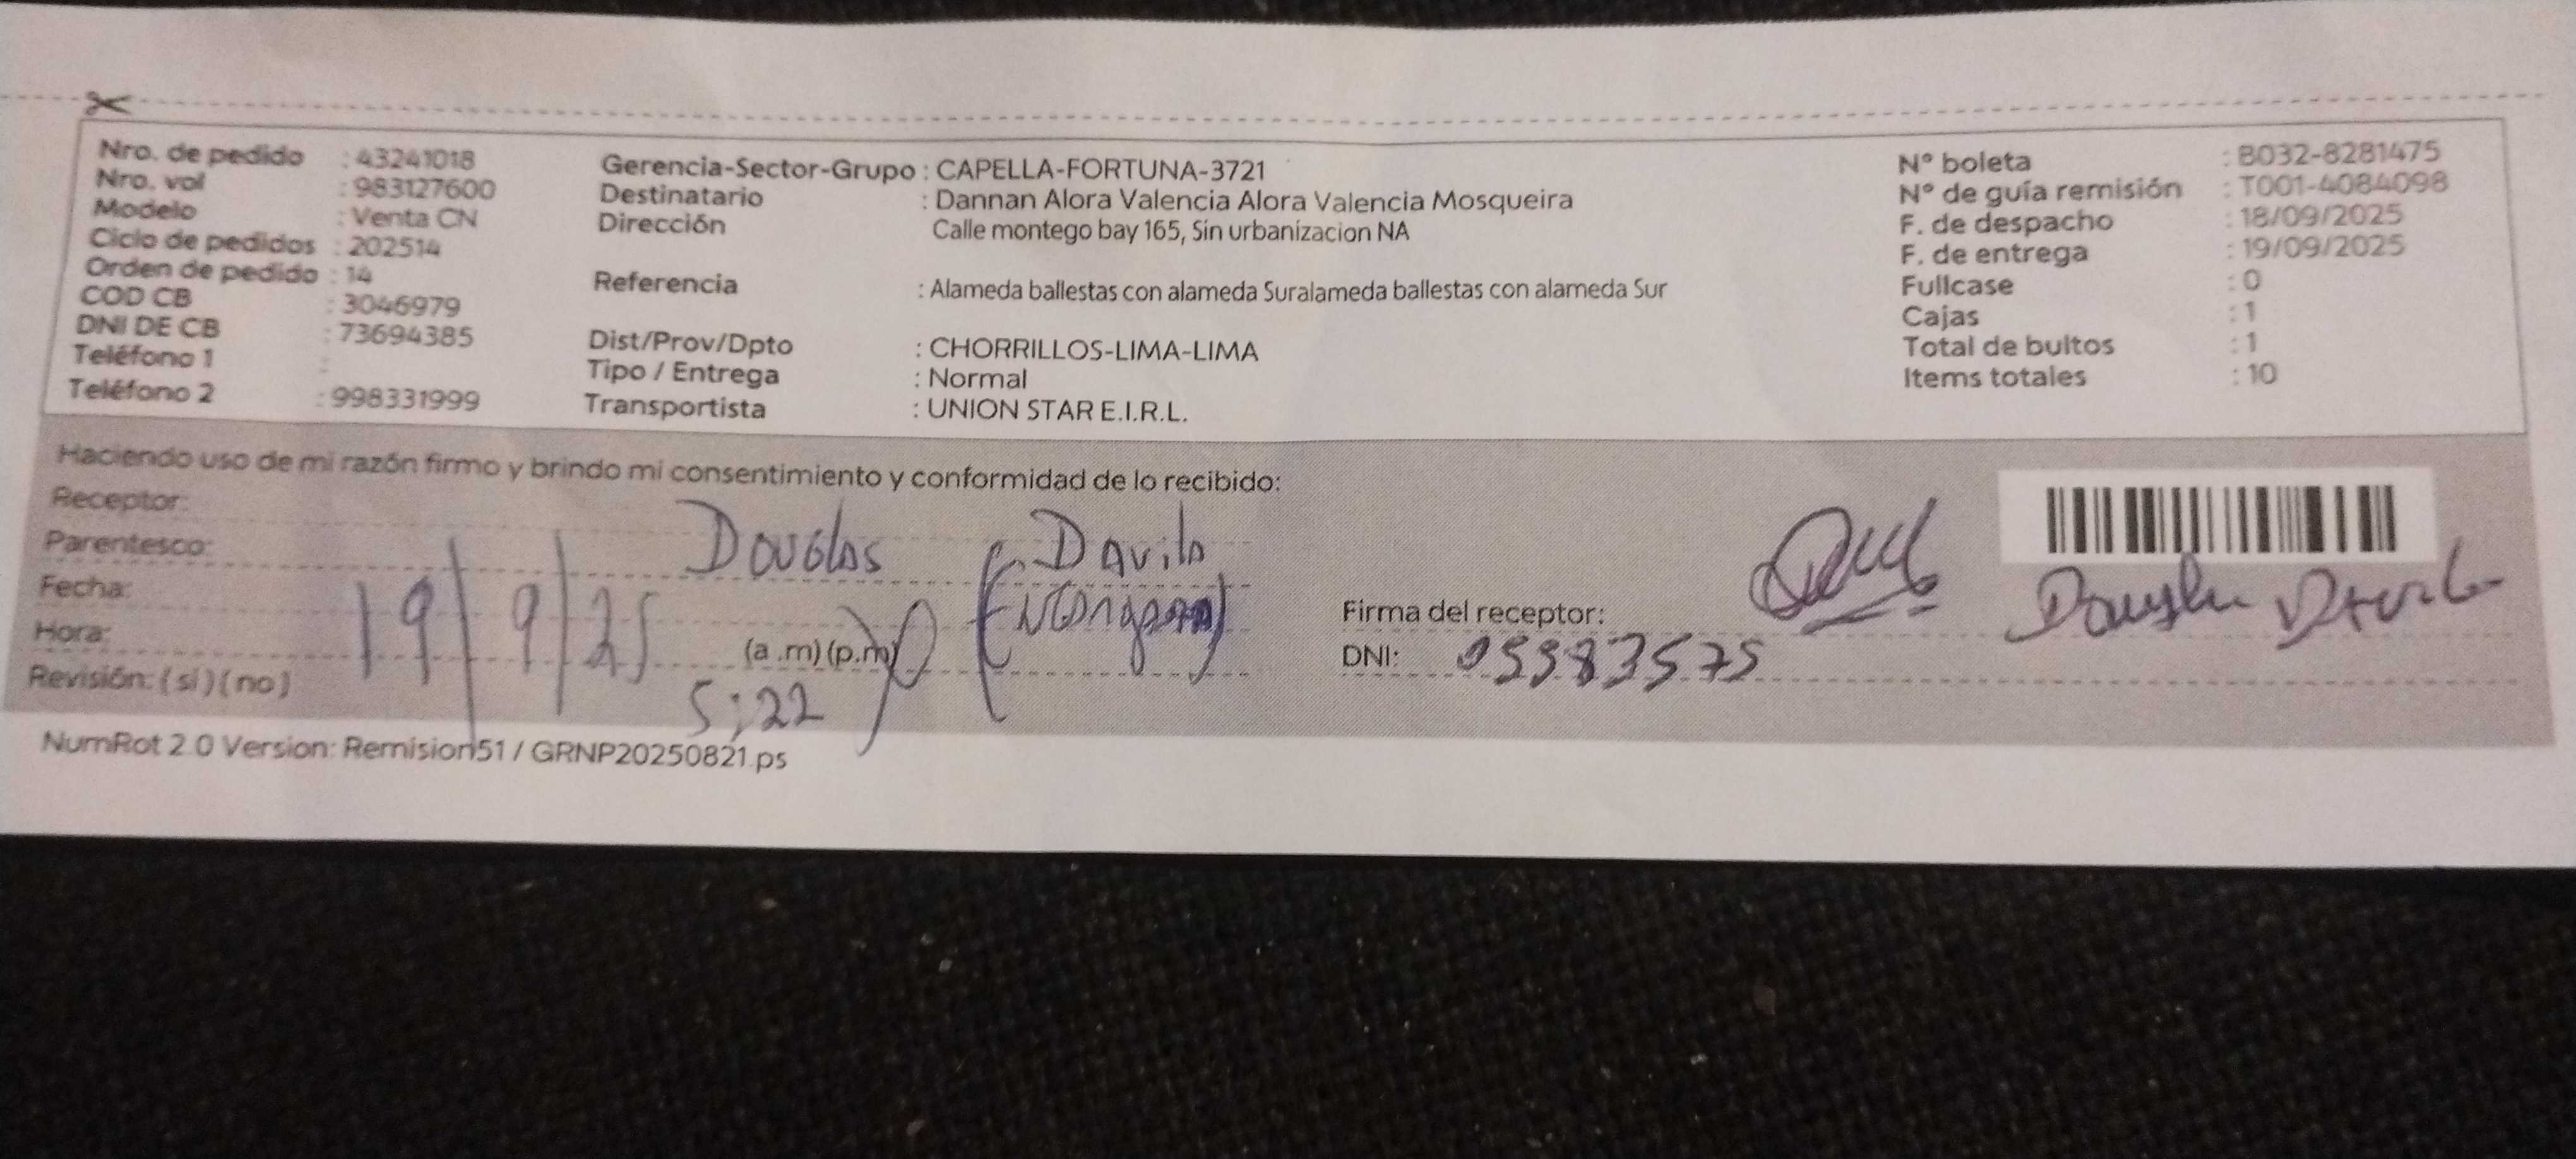 Nro. de pedido : 43241018
Nro. vol : 983127600
Modelo : Venta CN
Ciclo de pedidos : 202514
Orden de pedido : 14
COD CB : 3046979
DNI DE CB : 73694385
Teléfono 1 :
Teléfono 2 : 998331999
Gerencia-Sector-Grupo : CAPELLA-FORTUNA-3721
Destinatario : Dannan Alora Valencia Alora Valencia Mosqueira
Dirección Calle montego bay 165, Sin urbanizacion NA
Referencia : Alameda ballestas con alameda Suralameda ballestas con alameda Sur
Dist/Prov/Dpto : CHORRILLOS-LIMA-LIMA
Tipo / Entrega : Normal
Transportista : UNION STAR E.I.R.L.
N° boleta : B032-8281475
N° de guía remisión : T001-4084098
F. de despacho : 18/09/2025
F. de entrega : 19/09/2025
Fullcase : 0
Cajas : 1
Total de bultos : 1
Items totales : 10
Haciendo uso de mi razón firmo y brindo mi consentimiento y conformidad de lo recibido:
Receptor:
Parentesco: Douglas Davila
Fecha: 19/9/25
Hora: (a.m)(p.m)
Revisión: (si)(no) 5:22
Firma del receptor:
DNI:
Davila
NumRot 2.0 Version: Remision51 / GRNP20250821.ps